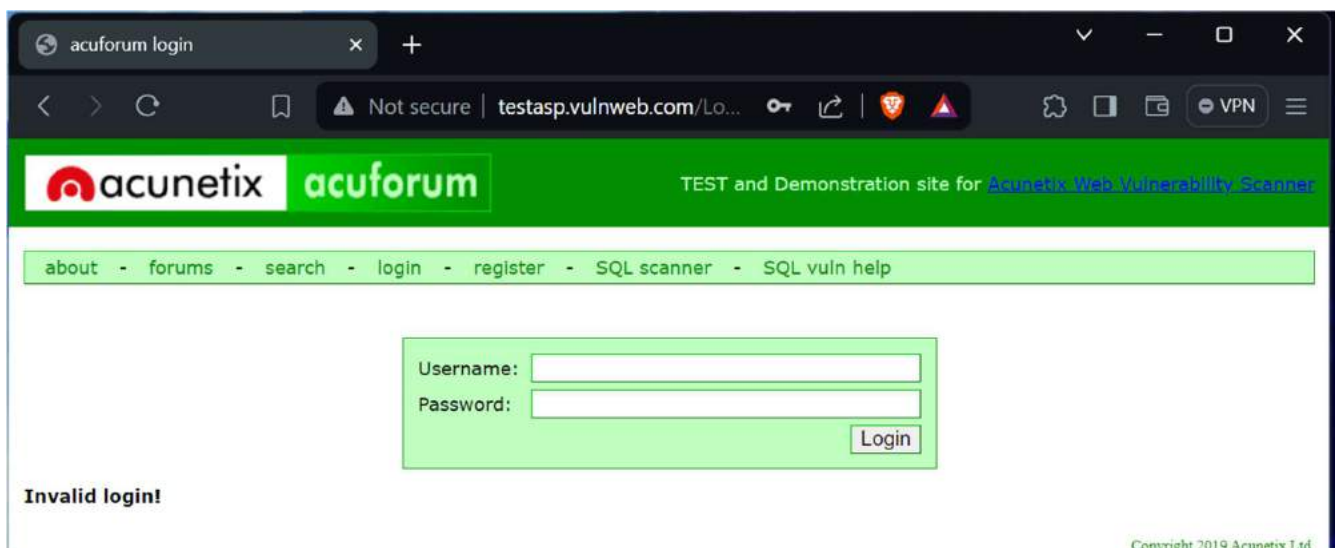 acuforum login
Not secure | testasp.vulnweb.com/Lo... VPN
acunetix acuforum TEST and Demonstration site for Acunetix Web Vulnerability Scanner
about - forums - search - login - register - SQL scanner - SQL vuln help
Username:
Password:
Login
Invalid login!
Copyright 2019 Acunetix Ltd.